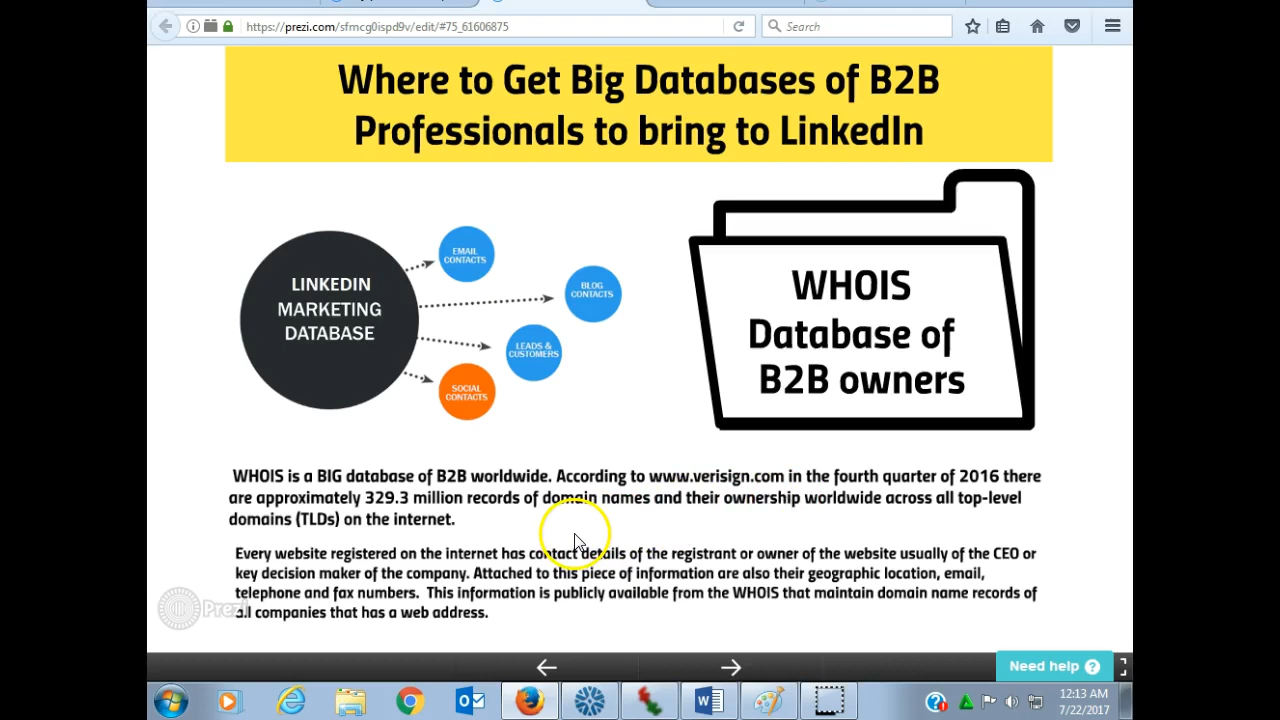 https://prezi.com/sfmcg0ispd9v/edit/#75_61606875
Search
Where to Get Big Databases of B2B
Professionals to bring to LinkedIn
LINKEDIN
MARKETING
DATABASE
EMAIL
CONTACTS
BLOG
CONTACTS
LEADS &
CUSTOMERS
SOCIAL
CONTACTS
WHOIS
Database of
B2B owners
WHOIS is a BIG database of B2B worldwide. According to www.verisign.com in the fourth quarter of 2016 there
are approximately 329.3 million records of domain names and their ownership worldwide across all top-level
domains (TLDs) on the internet.
Every website registered on the internet has contact details of the registrant or owner of the website usually of the CEO or
key decision maker of the company. Attached to this piece of information are also their geographic location, email,
telephone and fax numbers. This information is publicly available from the WHOIS that maintain domain name records of
all companies that has a web address.
Prezi
Need help ?
12:13 AM
7/22/2017